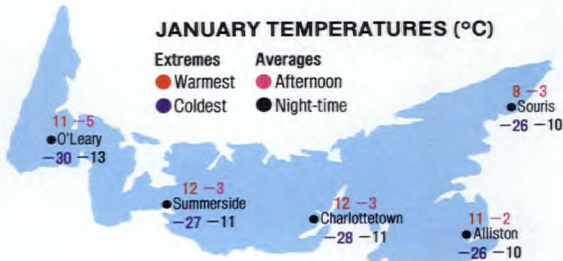 JANUARY TEMPERATURES (°C)
Extremes Averages
Warmest Afternoon
Coldest Night-time
8 −3
Souris
−26 −10
11 −5
O'Leary
−30 −13
12 −3
Summerside
−27 −11
12 −3
Charlottetown
−28 −11
11 −2
Alliston
−26 −10